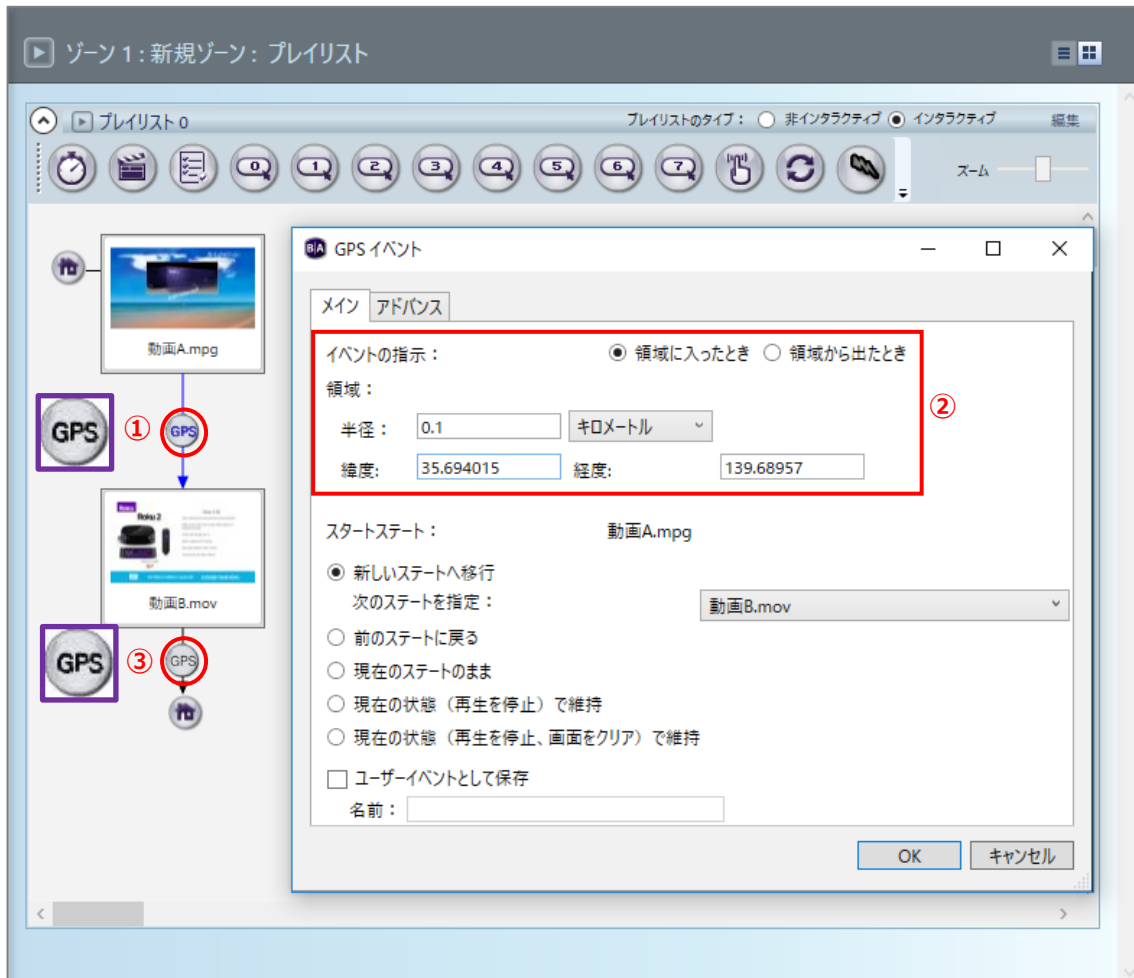 ゾーン 1 : 新規ゾーン : プレイリスト
プレイリスト 0
プレイリストのタイプ： 非インタラクティブ インタラクティブ 編集
0 1 2 3 4 5 6 7
ズーム
動画A.mpg
GPS ① GPS
Roku
Roku 2
動画B.mov
GPS ③ GPS
BA GPS イベント
メイン アドバンス
イベントの指示： 領域に入ったとき 領域から出たとき
領域：
②
半径： 0.1 キロメートル
緯度: 35.694015 経度: 139.68957
スタートステート： 動画A.mpg
新しいステートへ移行
次のステートを指定： 動画B.mov
前のステートに戻る
現在のステートのまま
現在の状態（再生を停止）で維持
現在の状態（再生を停止、画面をクリア）で維持
ユーザーイベントとして保存
名前：
OK キャンセル